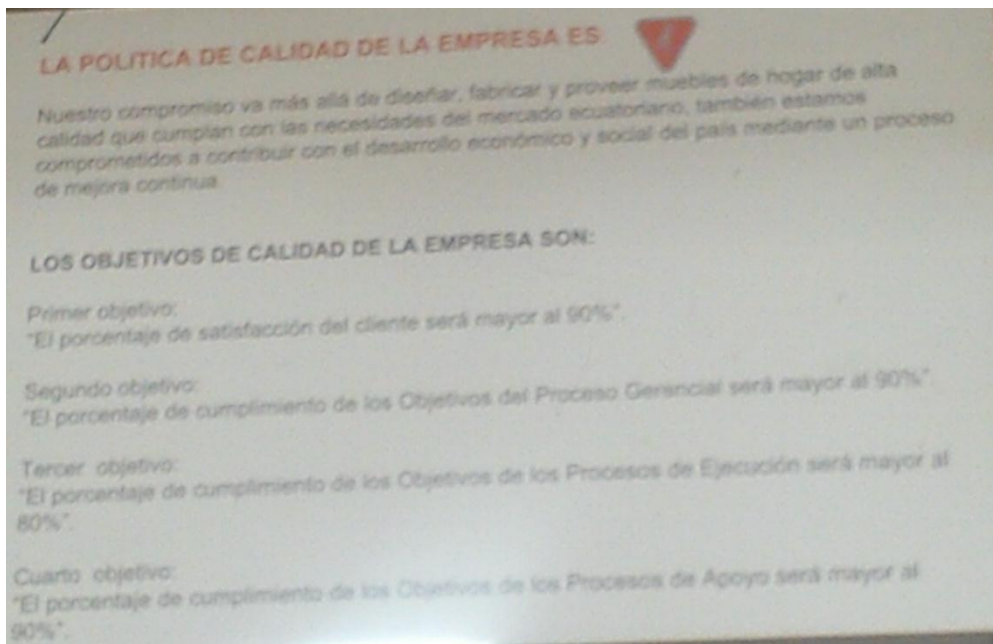 LA POLITICA DE CALIDAD DE LA EMPRESA ES:
Nuestro compromiso va más allá de diseñar, fabricar y proveer muebles de hogar de alta
calidad que cumplan con las necesidades del mercado ecuatoriano, también estamos
comprometidos a contribuir con el desarrollo económico y social del país mediante un proceso
de mejora continua.
LOS OBJETIVOS DE CALIDAD DE LA EMPRESA SON:
Primer objetivo:
"El porcentaje de satisfacción del cliente será mayor al 90%".
Segundo objetivo:
"El porcentaje de cumplimiento de los Objetivos del Proceso Gerencial será mayor al 90%".
Tercer objetivo:
"El porcentaje de cumplimiento de los Objetivos de los Procesos de Ejecución será mayor al
80%".
Cuarto objetivo:
"El porcentaje de cumplimiento de los Objetivos de los Procesos de Apoyo será mayor al
90%".